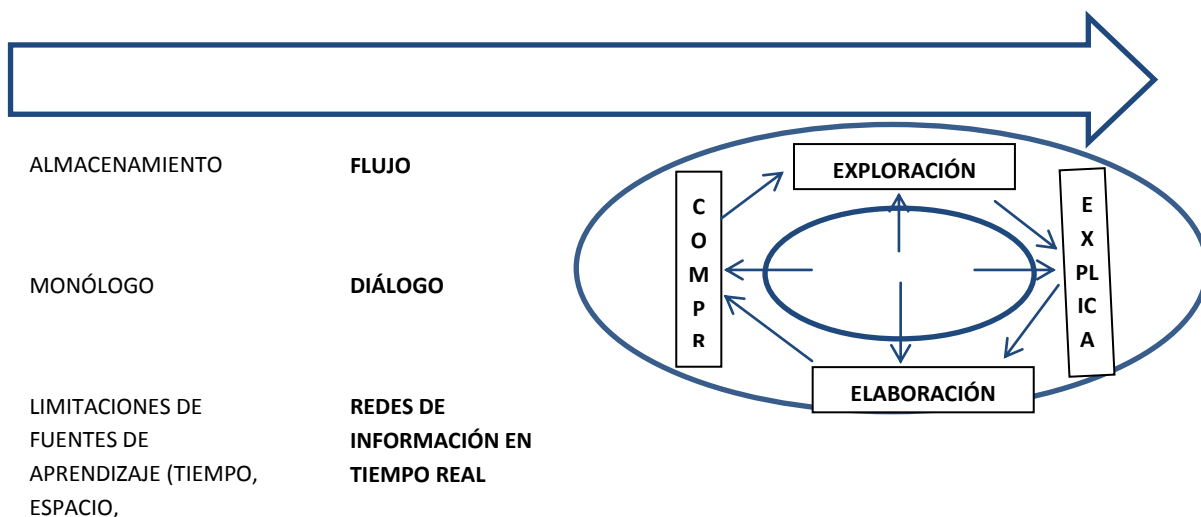 ALMACENAMIENTO
FLUJO
MONÓLOGO
DIÁLOGO
LIMITACIONES DE
FUENTES DE
APRENDIZAJE (TIEMPO,
ESPACIO,
REDES DE
INFORMACIÓN EN
TIEMPO REAL
EXPLORACIÓN
C
O
M
P
R
E
X
PL
IC
A
ELABORACIÓN